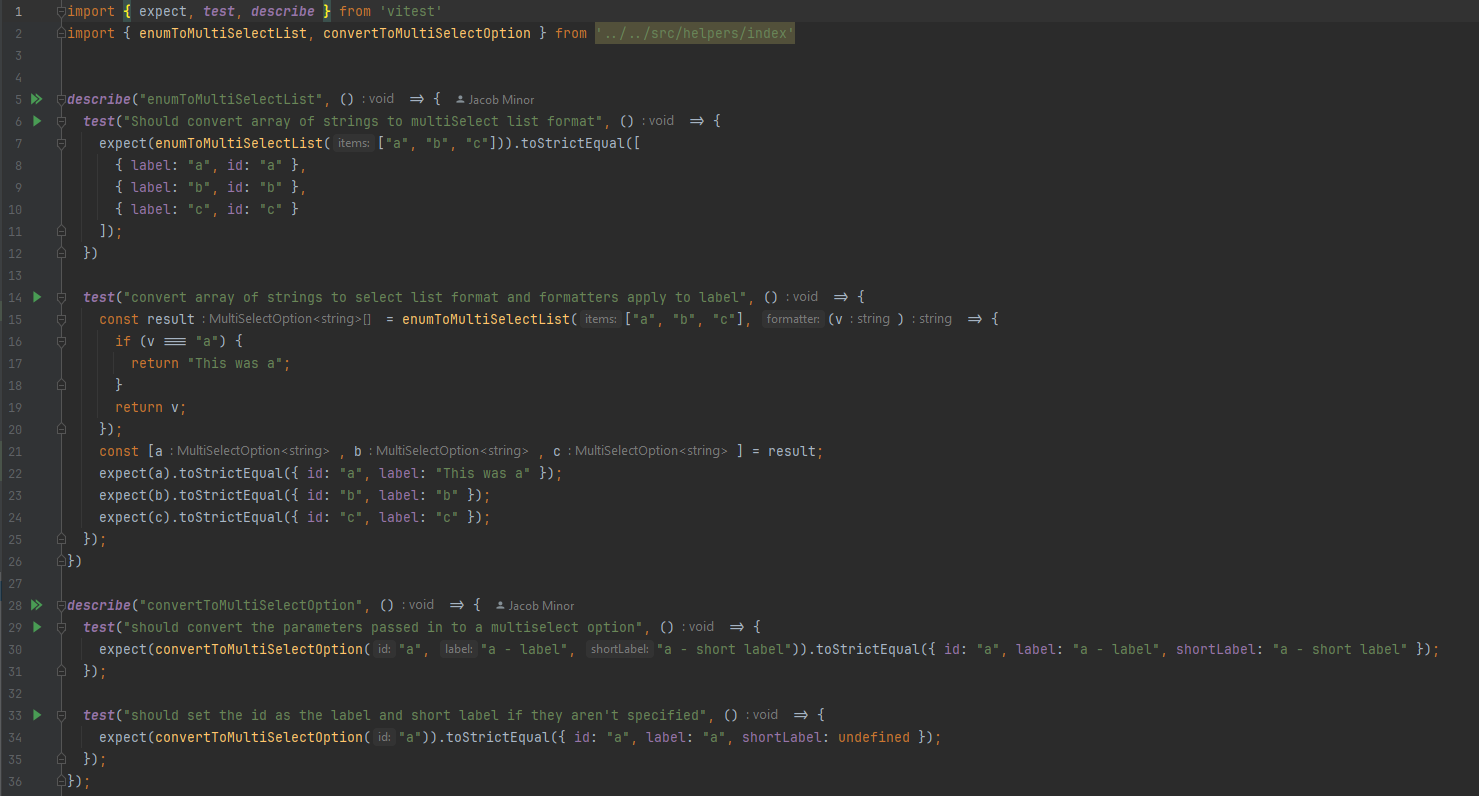 1 import { expect, test, describe } from 'vitest'
2 import { enumToMultiSelectList, convertToMultiSelectOption } from '../../src/helpers/index'
3
4
5 describe("enumToMultiSelectList", () : void => { Jacob Minor
6 test("Should convert array of strings to multiSelect list format", () : void => {
7 expect(enumToMultiSelectList( items: ["a", "b", "c"])).toStrictEqual([
8 { label: "a", id: "a" },
9 { label: "b", id: "b" },
10 { label: "c", id: "c" }
11 ]);
12 })
13
14 test("convert array of strings to select list format and formatters apply to label", () : void => {
15 const result : MultiSelectOption<string>[] = enumToMultiSelectList( items: ["a", "b", "c"], formatter: (v : string ) : string => {
16 if (v === "a") {
17 return "This was a";
18 }
19 return v;
20 });
21 const [a : MultiSelectOption<string> , b : MultiSelectOption<string> , c : MultiSelectOption<string> ] = result;
22 expect(a).toStrictEqual({ id: "a", label: "This was a" });
23 expect(b).toStrictEqual({ id: "b", label: "b" });
24 expect(c).toStrictEqual({ id: "c", label: "c" });
25 });
26 })
27
28 describe("convertToMultiSelectOption", () : void => { Jacob Minor
29 test("should convert the parameters passed in to a multiselect option", () : void => {
30 expect(convertToMultiSelectOption( id: "a", label: "a - label", shortLabel: "a - short label")).toStrictEqual({ id: "a", label: "a - label", shortLabel: "a - short label" });
31 });
32
33 test("should set the id as the label and short label if they aren't specified", () : void => {
34 expect(convertToMultiSelectOption( id: "a")).toStrictEqual({ id: "a", label: "a", shortLabel: undefined });
35 });
36 });